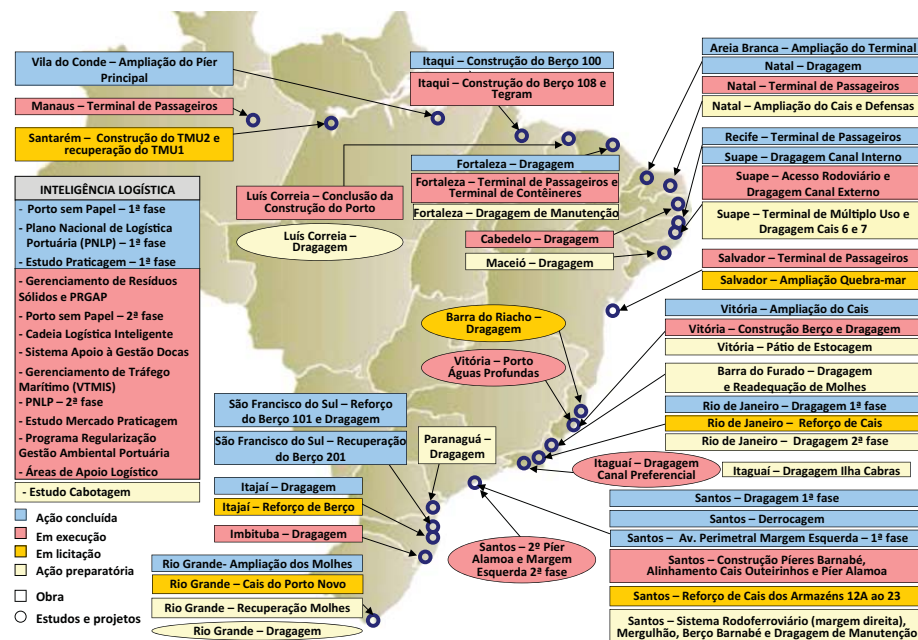 Vila do Conde – Ampliação do Píer
Principal
Manaus – Terminal de Passageiros
Santarém – Construção do TMU2 e
recuperação do TMU1
Itaqui – Construção do Berço 100
Itaqui – Construção do Berço 108 e
Tegram
Areia Branca – Ampliação do Terminal
Natal – Dragagem
Natal – Terminal de Passageiros
Natal – Ampliação do Cais e Defensas
Recife – Terminal de Passageiros
Suape – Dragagem Canal Interno
Suape – Acesso Rodoviário e
Dragagem Canal Externo
Suape – Terminal de Múltiplo Uso e
Dragagem Cais 6 e 7
Fortaleza – Dragagem
Fortaleza – Terminal de Passageiros e
Terminal de Contêineres
Fortaleza – Dragagem de Manutenção
Luís Correia – Conclusão da
Construção do Porto
Luís Correia –
Dragagem
Cabedelo – Dragagem
Maceió – Dragagem
Salvador – Terminal de Passageiros
Salvador – Ampliação Quebra-mar
INTELIGÊNCIA LOGÍSTICA
- Porto sem Papel – 1ª fase
- Plano Nacional de Logística
Portuária (PNLP) – 1ª fase
- Estudo Praticagem – 1ª fase
- Gerenciamento de Resíduos
Sólidos e PRGAP
- Porto sem Papel – 2ª fase
- Cadeia Logística Inteligente
- Sistema Apoio à Gestão Docas
- Gerenciamento de Tráfego
Marítimo (VTMIS)
- PNLP – 2ª fase
- Estudo Mercado Praticagem
- Programa Regularização
Gestão Ambiental Portuária
- Áreas de Apoio Logístico
- Estudo Cabotagem
Ação concluída
Em execução
Em licitação
Ação preparatória
Obra
Estudos e projetos
Barra do Riacho –
Dragagem
Vitória – Porto
Águas Profundas
Vitória – Ampliação do Cais
Vitória – Construção Berço e Dragagem
Vitória – Pátio de Estocagem
Barra do Furado – Dragagem
e Readequação de Molhes
Rio de Janeiro – Dragagem 1ª fase
Rio de Janeiro – Reforço de Cais
Rio de Janeiro – Dragagem 2ª fase
Itaguaí – Dragagem
Canal Preferencial
Itaguaí – Dragagem Ilha Cabras
São Francisco do Sul – Reforço
do Berço 101 e Dragagem
São Francisco do Sul – Recuperação
do Berço 201
Paranaguá –
Dragagem
Itajaí – Dragagem
Itajaí – Reforço de Berço
Imbituba – Dragagem
Santos – 2º Píer
Alamoa e Margem
Esquerda 2ª fase
Santos – Dragagem 1ª fase
Santos – Derrocagem
Santos – Av. Perimetral Margem Esquerda – 1ª fase
Santos – Construção Píeres Barnabé,
Alinhamento Cais Outeirinhos e Píer Alamoa
Santos – Reforço de Cais dos Armazéns 12A ao 23
Santos – Sistema Rodoferroviário (margem direita),
Mergulhão, Berço Barnabé e Dragagem de Manutenção
Rio Grande- Ampliação dos Molhes
Rio Grande – Cais do Porto Novo
Rio Grande – Recuperação Molhes
Rio Grande – Dragagem